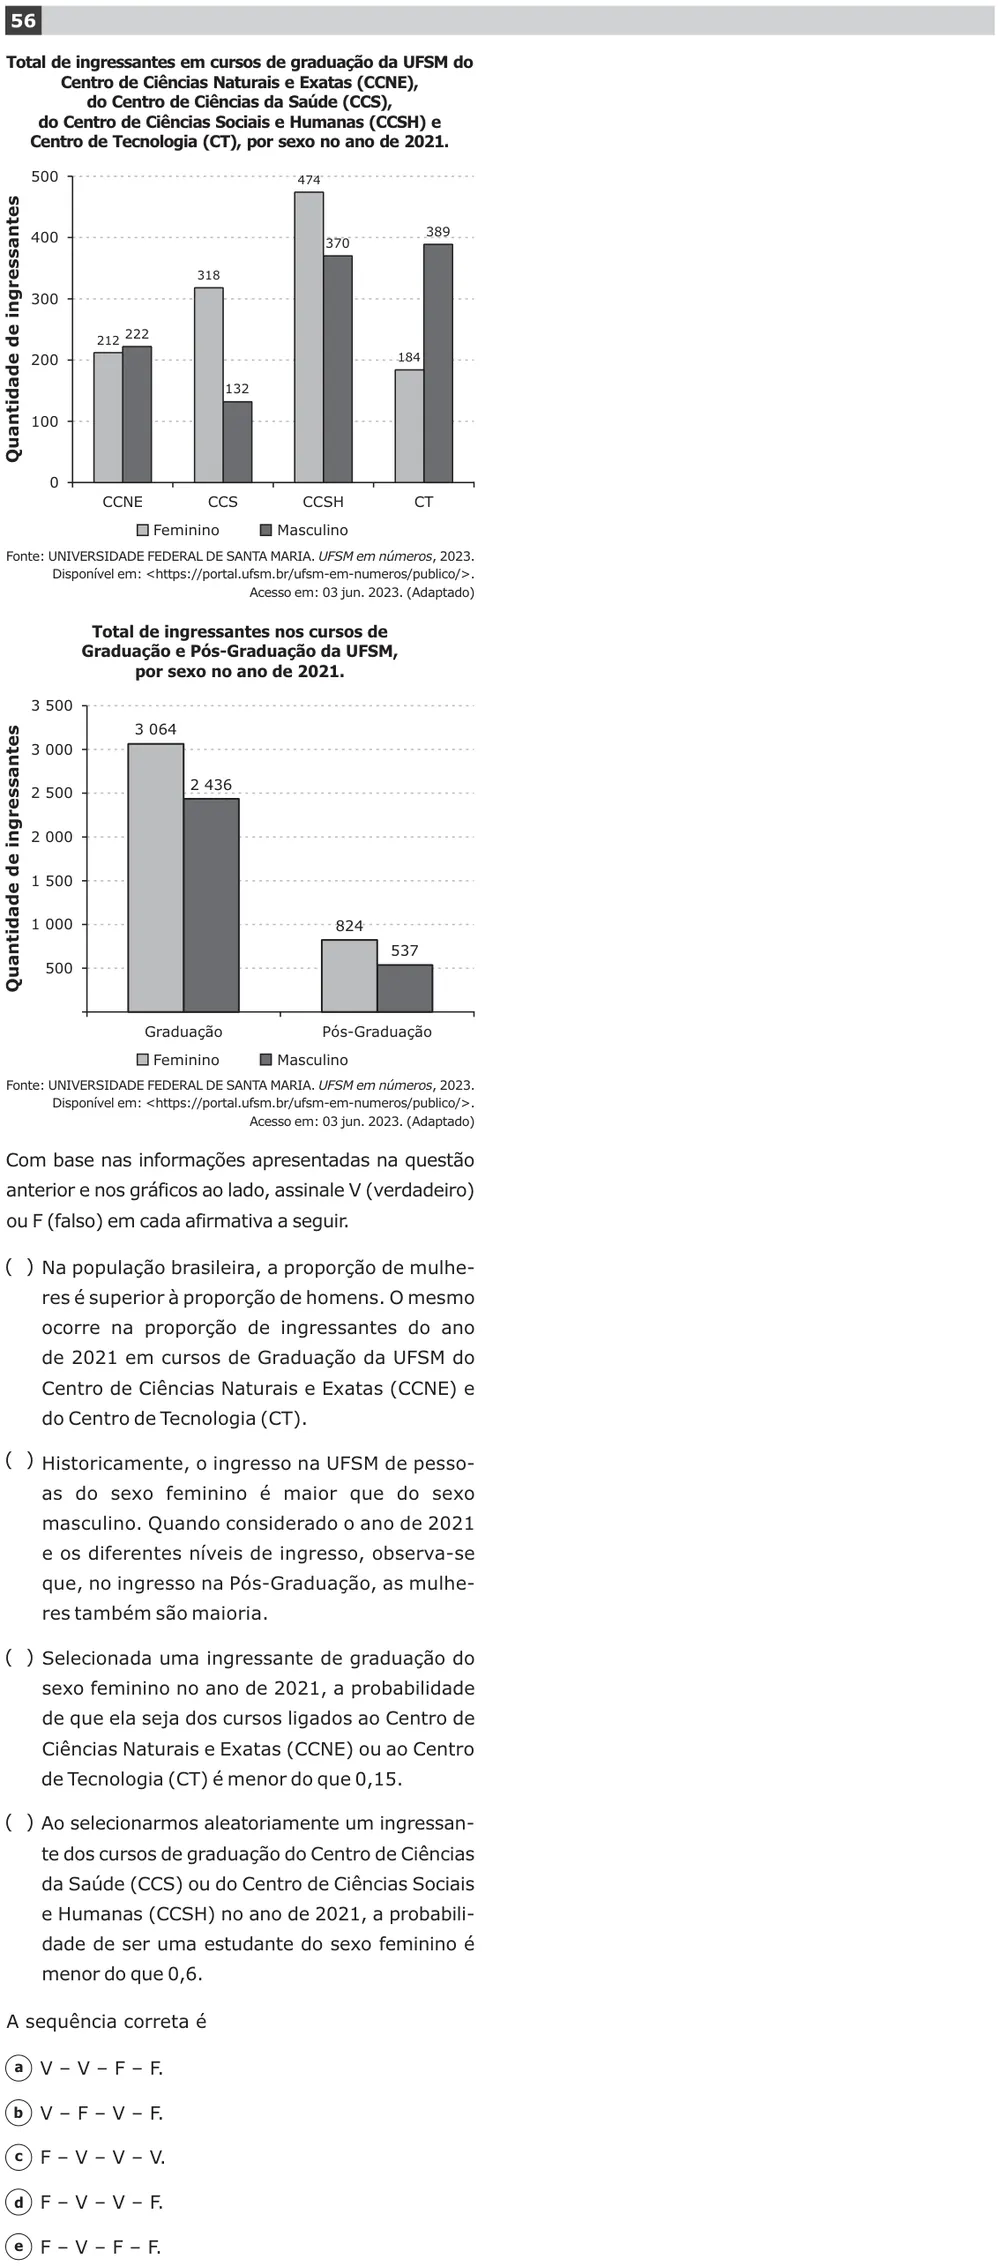 56
Total de ingressantes em cursos de graduação da UFSM do
Centro de Ciências Naturais e Exatas (CCNE),
do Centro de Ciências da Saúde (CCS),
do Centro de Ciências Sociais e Humanas (CCSH) e
Centro de Tecnologia (CT), por sexo no ano de 2021.
Quantidade de ingressantes
500
400
300
200
100
0
212
222
318
132
474
370
184
389
CCNE
CCS
CCSH
CT
Feminino
Masculino
Fonte: UNIVERSIDADE FEDERAL DE SANTA MARIA. UFSM em números, 2023.
Disponível em: <https://portal.ufsm.br/ufsm-em-numeros/publico/>.
Acesso em: 03 jun. 2023. (Adaptado)
Total de ingressantes nos cursos de
Graduação e Pós-Graduação da UFSM,
por sexo no ano de 2021.
Quantidade de ingressantes
3 500
3 000
2 500
2 000
1 500
1 000
500
3 064
2 436
824
537
Graduação
Pós-Graduação
Feminino
Masculino
Fonte: UNIVERSIDADE FEDERAL DE SANTA MARIA. UFSM em números, 2023.
Disponível em: <https://portal.ufsm.br/ufsm-em-numeros/publico/>.
Acesso em: 03 jun. 2023. (Adaptado)
Com base nas informações apresentadas na questão
anterior e nos gráficos ao lado, assinale V (verdadeiro)
ou F (falso) em cada afirmativa a seguir.
( ) Na população brasileira, a proporção de mulhe-
res é superior à proporção de homens. O mesmo
ocorre na proporção de ingressantes do ano
de 2021 em cursos de Graduação da UFSM do
Centro de Ciências Naturais e Exatas (CCNE) e
do Centro de Tecnologia (CT).
( ) Historicamente, o ingresso na UFSM de pesso-
as do sexo feminino é maior que do sexo
masculino. Quando considerado o ano de 2021
e os diferentes níveis de ingresso, observa-se
que, no ingresso na Pós-Graduação, as mulhe-
res também são maioria.
( ) Selecionada uma ingressante de graduação do
sexo feminino no ano de 2021, a probabilidade
de que ela seja dos cursos ligados ao Centro de
Ciências Naturais e Exatas (CCNE) ou ao Centro
de Tecnologia (CT) é menor do que 0,15.
( ) Ao selecionarmos aleatoriamente um ingressan-
te dos cursos de graduação do Centro de Ciências
da Saúde (CCS) ou do Centro de Ciências Sociais
e Humanas (CCSH) no ano de 2021, a probabili-
dade de ser uma estudante do sexo feminino é
menor do que 0,6.
A sequência correta é
a V – V – F – F.
b V – F – V – F.
c F – V – V – V.
d F – V – V – F.
e F – V – F – F.